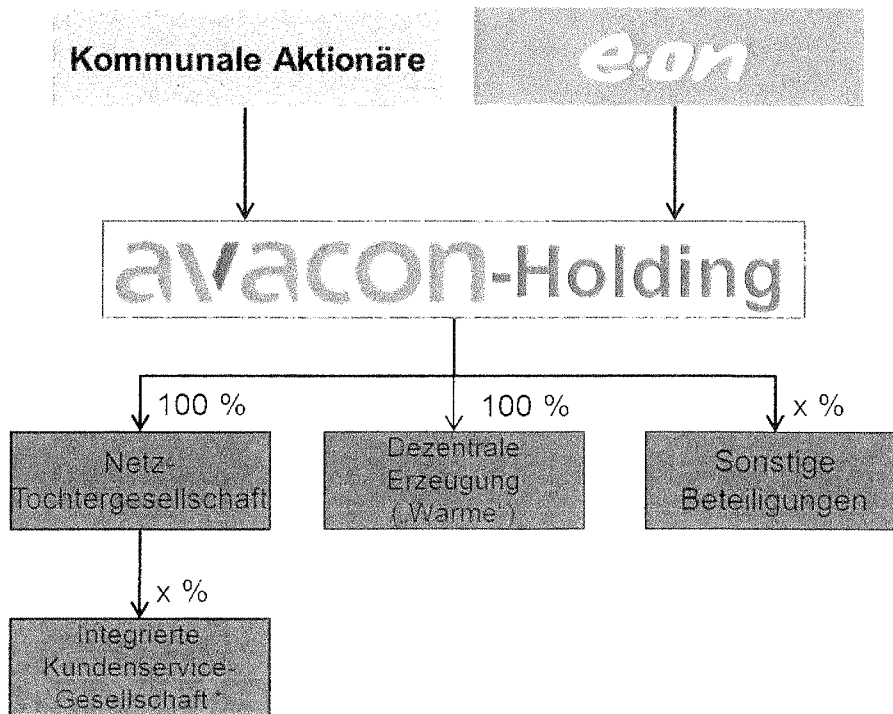 Kommunale Aktionäre
e·on
avacon-Holding
100 %
100 %
x %
Netz-
Tochtergesellschaft
Dezentrale
Erzeugung
(„Wärme“)
Sonstige
Beteiligungen
x %
Integrierte
Kundenservice-
Gesellschaft *